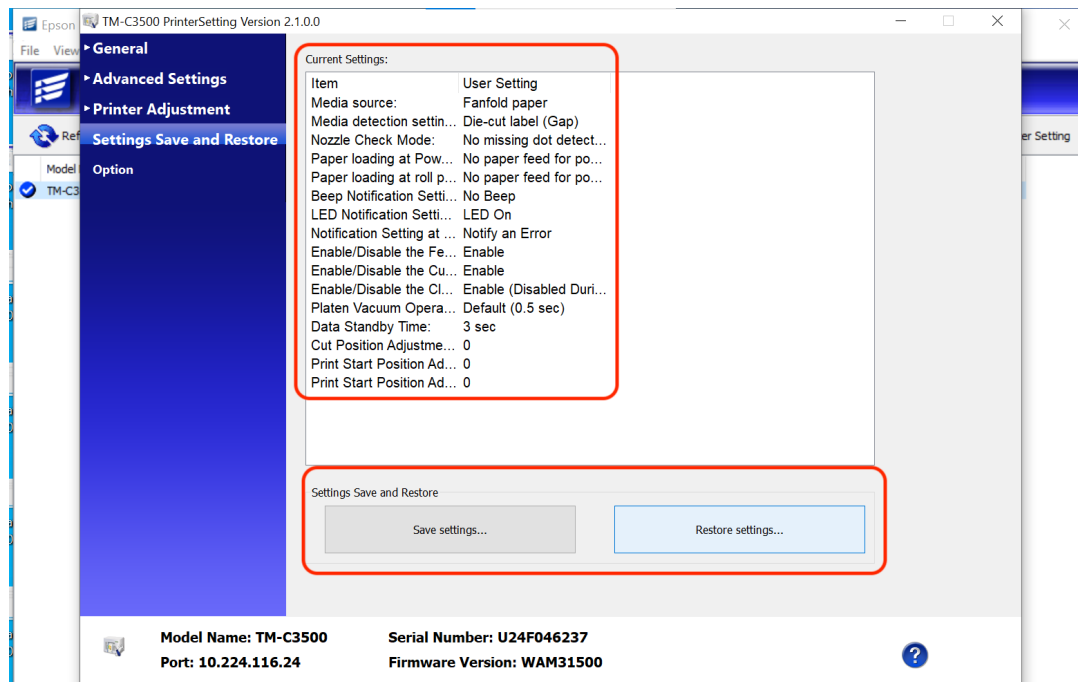 Epson
TM-C3500 PrinterSetting Version 2.1.0.0
File View
General
Advanced Settings
Printer Adjustment
Settings Save and Restore
Option
Ref
er Setting
Model
TM-C3
Current Settings:
Item User Setting
Media source: Fanfold paper
Media detection settin... Die-cut label (Gap)
Nozzle Check Mode: No missing dot detect...
Paper loading at Pow... No paper feed for po...
Paper loading at roll p... No paper feed for po...
Beep Notification Setti... No Beep
LED Notification Setti... LED On
Notification Setting at ... Notify an Error
Enable/Disable the Fe... Enable
Enable/Disable the Cu... Enable
Enable/Disable the Cl... Enable (Disabled Duri...
Platen Vacuum Opera... Default (0.5 sec)
Data Standby Time: 3 sec
Cut Position Adjustme... 0
Print Start Position Ad... 0
Print Start Position Ad... 0
Settings Save and Restore
Save settings... Restore settings...
Model Name: TM-C3500 Serial Number: U24F046237
Port: 10.224.116.24 Firmware Version: WAM31500
?